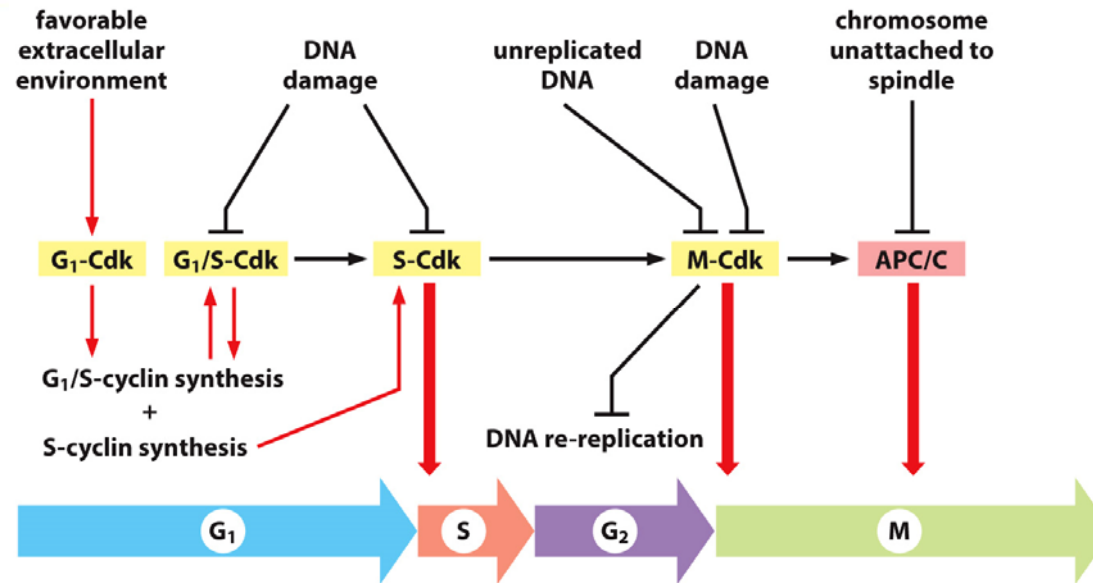 favorable
extracellular
environment
DNA
damage
unreplicated
DNA
DNA
damage
chromosome
unattached to
spindle
G₁-Cdk
G₁/S-Cdk
S-Cdk
M-Cdk
APC/C
G₁/S-cyclin synthesis
+
S-cyclin synthesis
DNA re-replication
G₁
S
G₂
M